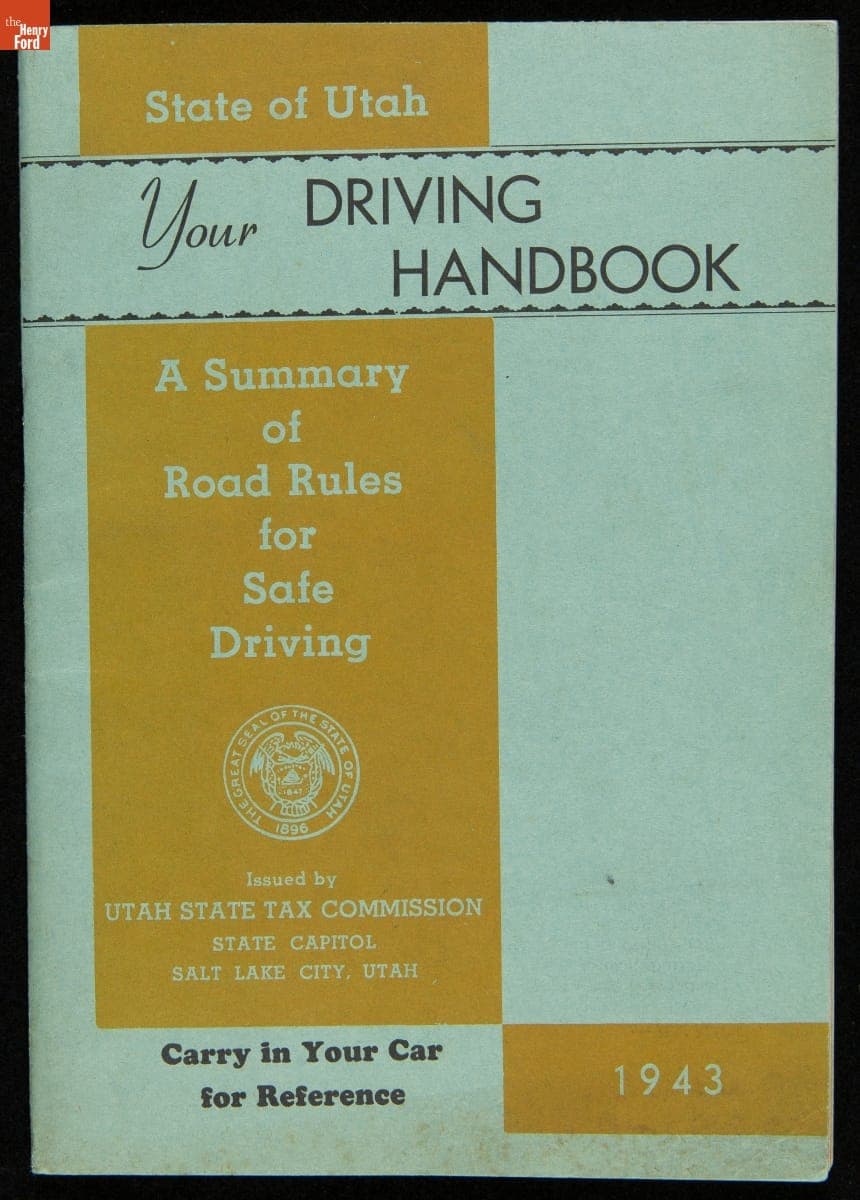 the
Henry
Ford
State of Utah
Your DRIVING
HANDBOOK
A Summary
of
Road Rules
for
Safe
Driving
THE GREAT SEAL OF THE STATE OF UTAH
1847
1896
Issued by
UTAH STATE TAX COMMISSION
STATE CAPITOL
SALT LAKE CITY, UTAH
Carry in Your Car
for Reference
1943